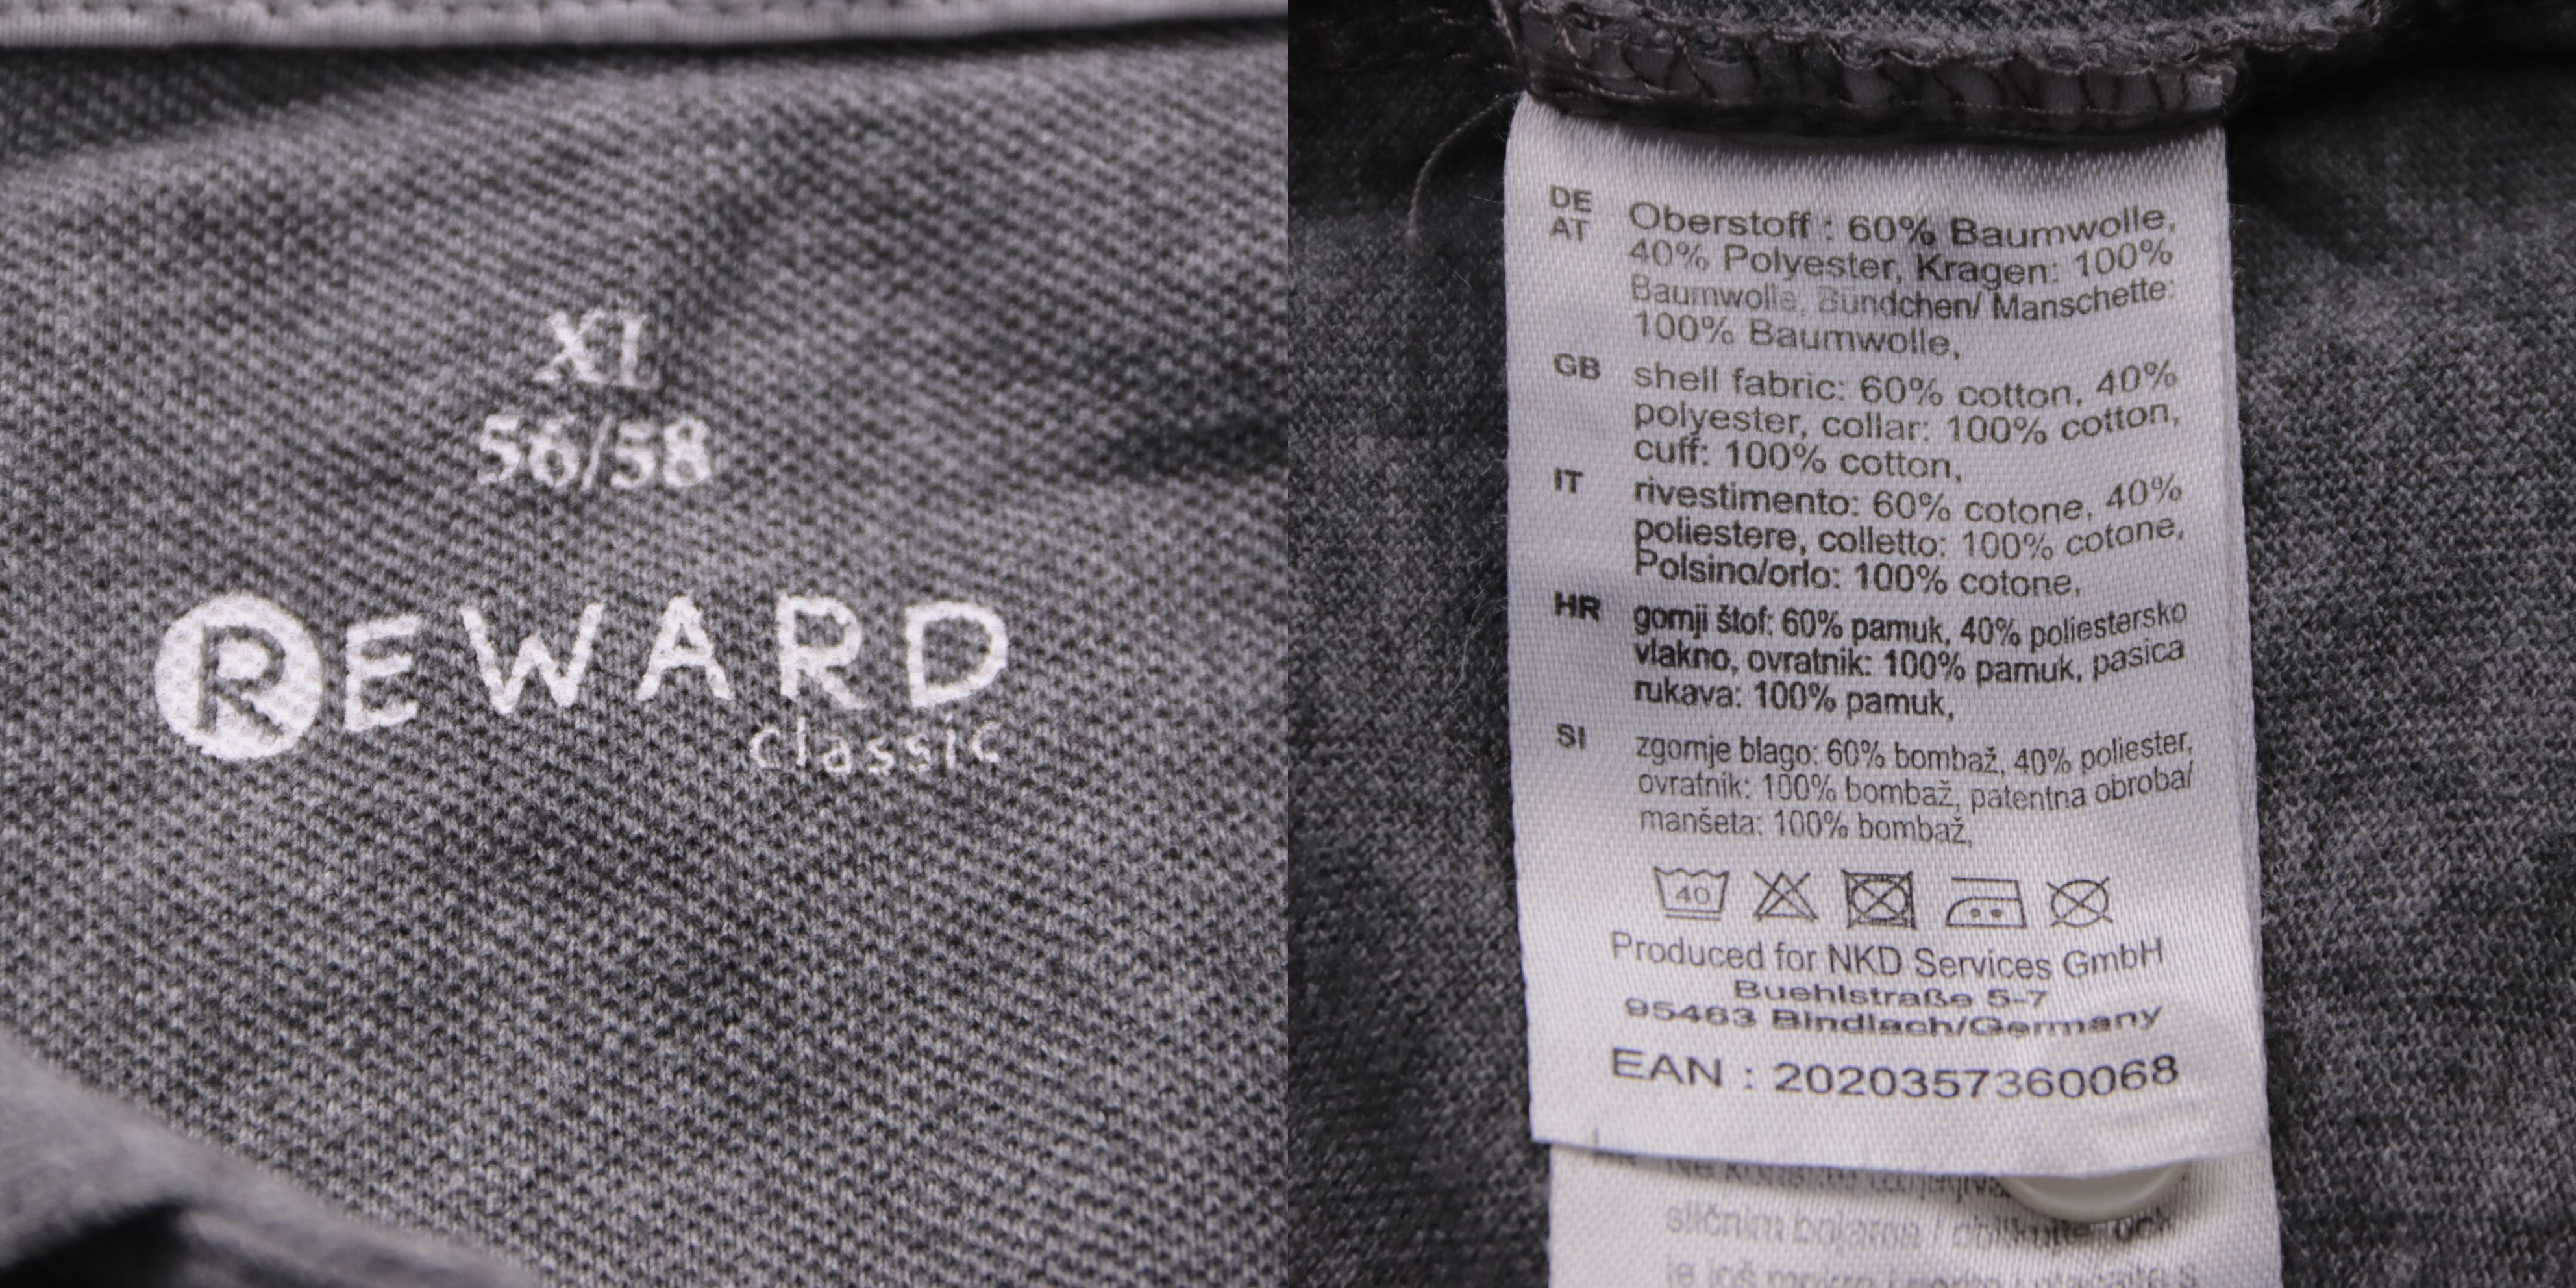 XL
56/58
REWARD
classic
DE
AT
Oberstoff : 60% Baumwolle,
40% Polyester, Kragen: 100%
Baumwolle, Bündchen/ Manschette:
100% Baumwolle,
GB
shell fabric: 60% cotton, 40%
polyester, collar: 100% cotton,
cuff: 100% cotton,
IT
rivestimento: 60% cotone, 40%
poliestere, colletto: 100% cotone,
Polsino/orlo: 100% cotone,
HR
gornji štof: 60% pamuk, 40% poliestersko
vlakno, ovratnik: 100% pamuk, pasica
rukava: 100% pamuk,
SI
zgornje blago: 60% bombaž, 40% poliester,
ovratnik: 100% bombaž, patentna obroba/
manšeta: 100% bombaž,
40
Produced for NKD Services GmbH
Buehlstraße 5-7
95463 Bindlach/Germany
EAN : 2020357360068
sličnim bojama /